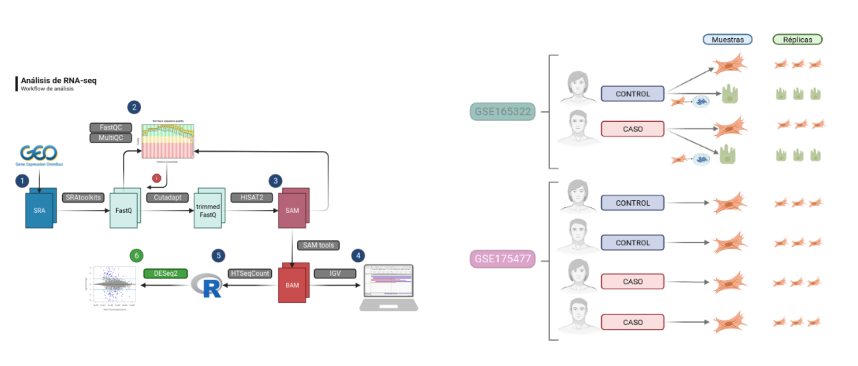 Análisis de RNA-seq
Workflow de análisis
2
FastQC
MultiQC
GEO
Gene Expression Omnibus
1
SRA
SRAtoolkits
FastQ
Cutadapt
trimmed
FastQ
HISAT2
3
SAM
SAM tools
6
DESeq2
R
5
HTSeqCount
BAM
IGV
4
Muestras
Réplicas
GSE165322
CONTROL
CASO
GSE175477
CONTROL
CONTROL
CASO
CASO